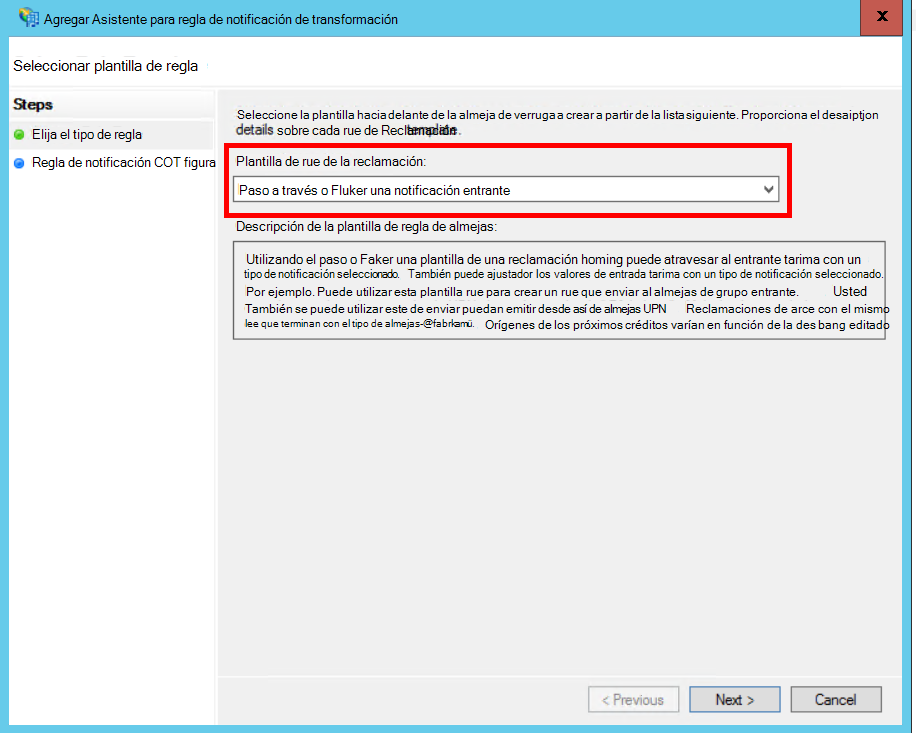 Agregar Asistente para regla de notificación de transformación
x
Seleccionar plantilla de regla
Steps
Elija el tipo de regla
Regla de notificación COT figura
Seleccione la plantilla hacia delante de la almeja de verruga a crear a partir de la lista siguiente. Proporciona el desaiptjon
details sobre cada rue de Reclamación template.
Plantilla de rue de la reclamación:
Paso a través o Fluker una notificación entrante
Descripción de la plantilla de regla de almejas:
Utilizando el paso o Faker una plantilla de una reclamación homing puede atravesar al entrante tarima con un
tipo de notificación seleccionado. También puede ajustador los valores de entrada tarima con un tipo de notificación seleccionado.
Por ejemplo. Puede utilizar esta plantilla rue para crear un rue que enviar al almejas de grupo entrante. Usted
También se puede utilizar este de enviar puedan emitir desde así de almejas UPN Reclamaciones de arce con el mismo
lee que terminan con el tipo de almejas-@fabrkamü. Orígenes de los próximos créditos varían en función de la des bang editado
< Previous
Next >
Cancel